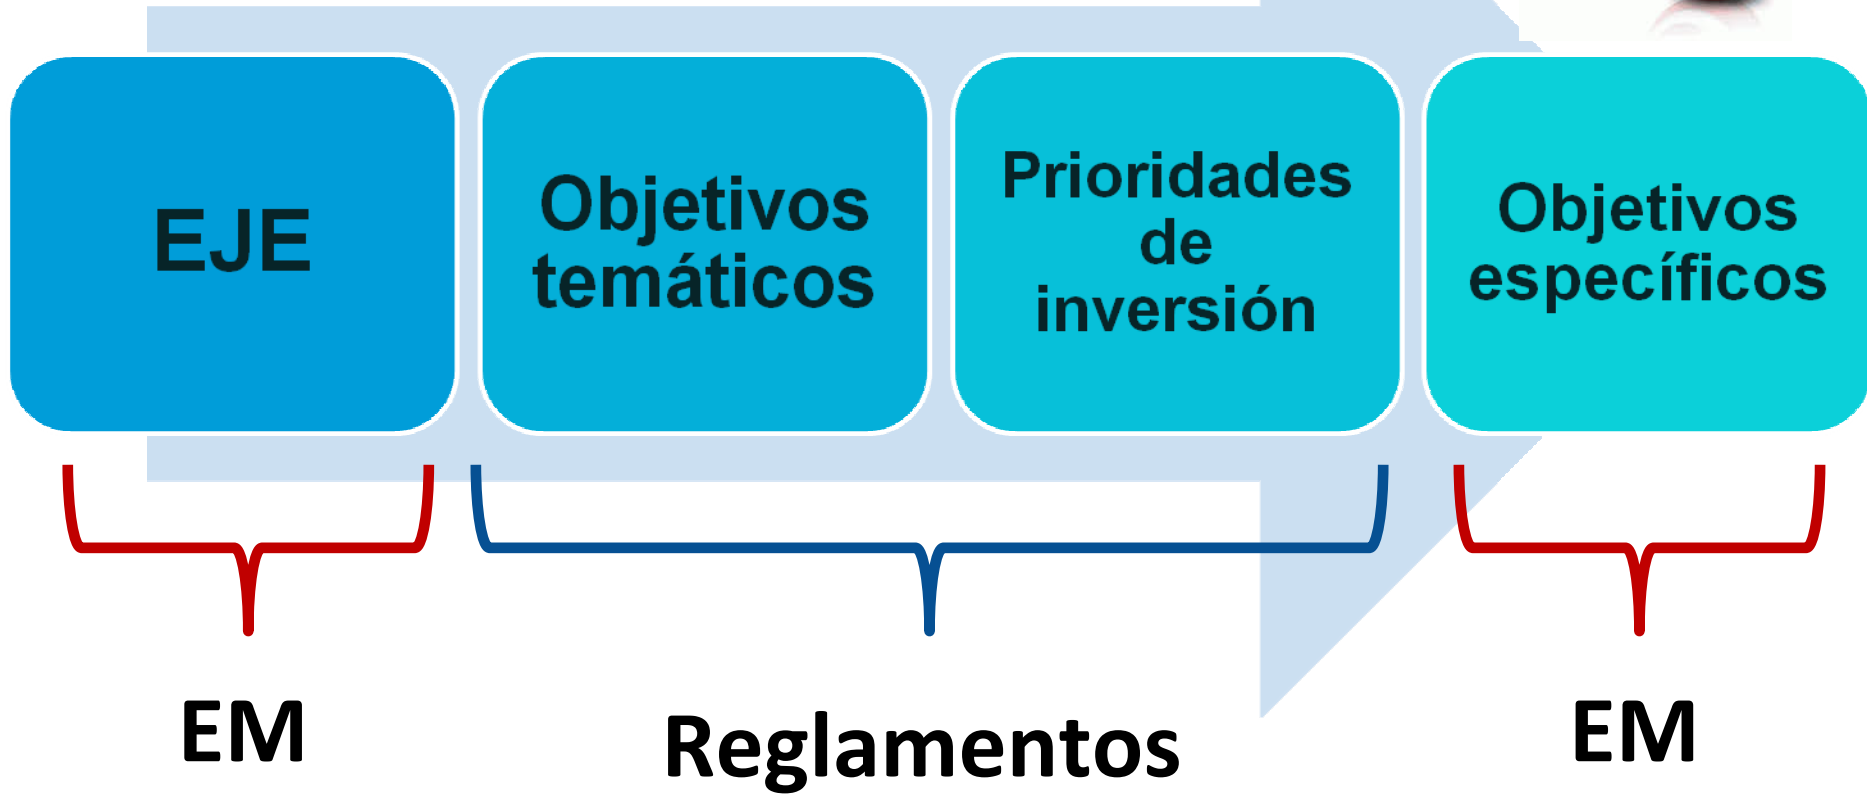 EJE
Objetivos
temáticos
Prioridades
de
inversión
Objetivos
específicos
EM
Reglamentos
EM